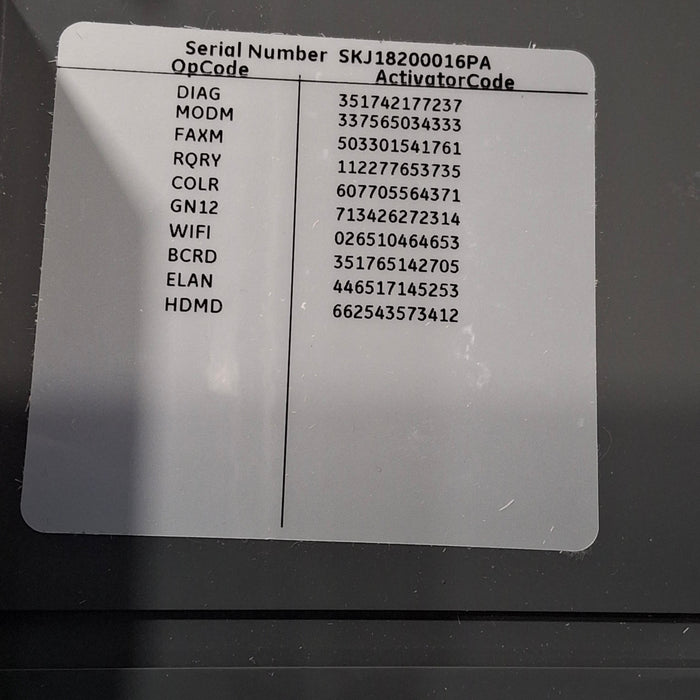 Serial Number SKJ18200016PA
OpCode ActivatorCode
DIAG 351742177237
MODM 337565034333
FAXM 503301541761
RQRY 112277653735
COLR 607705564371
GN12 713426272314
WIFI 026510464653
BCRD 351765142705
ELAN 446517145253
HDMD 662543573412